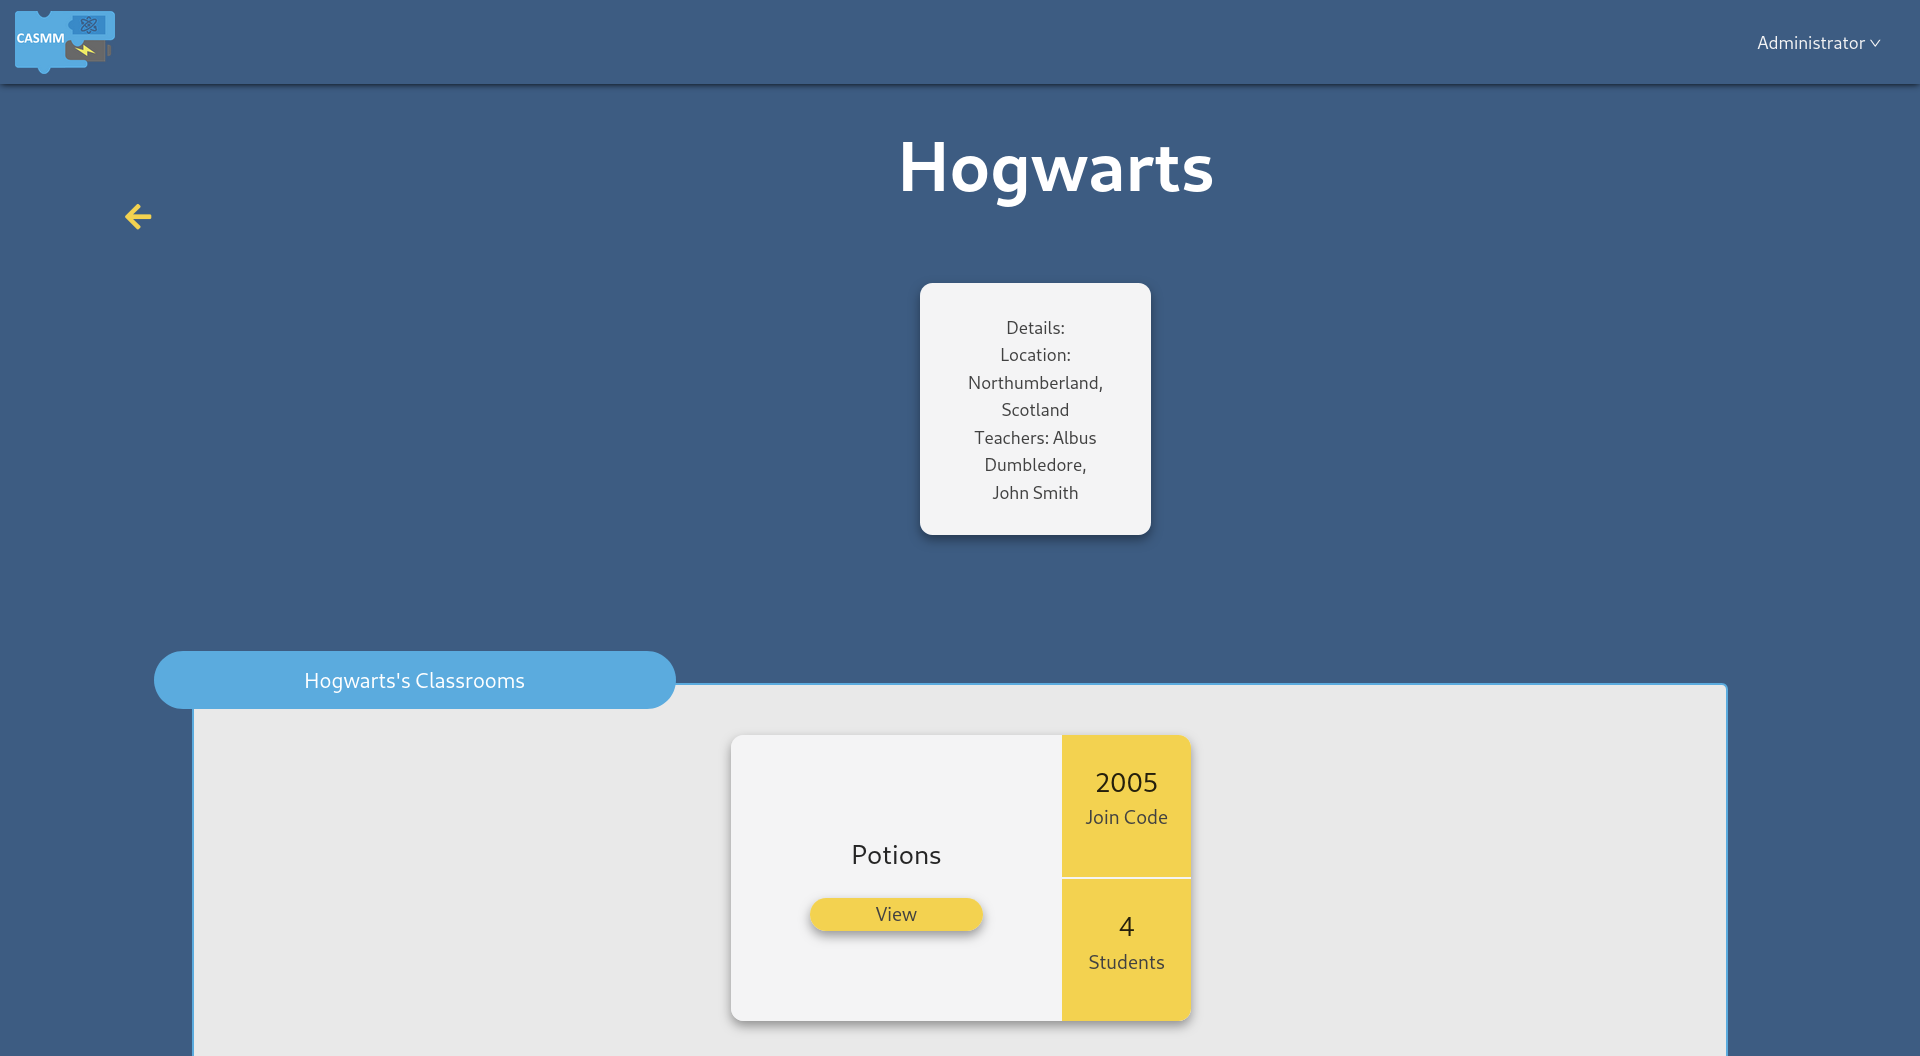 CASMM
Administrator
Hogwarts
Details:
Location:
Northumberland,
Scotland
Teachers: Albus
Dumbledore,
John Smith
Hogwarts's Classrooms
Potions
View
2005
Join Code
4
Students